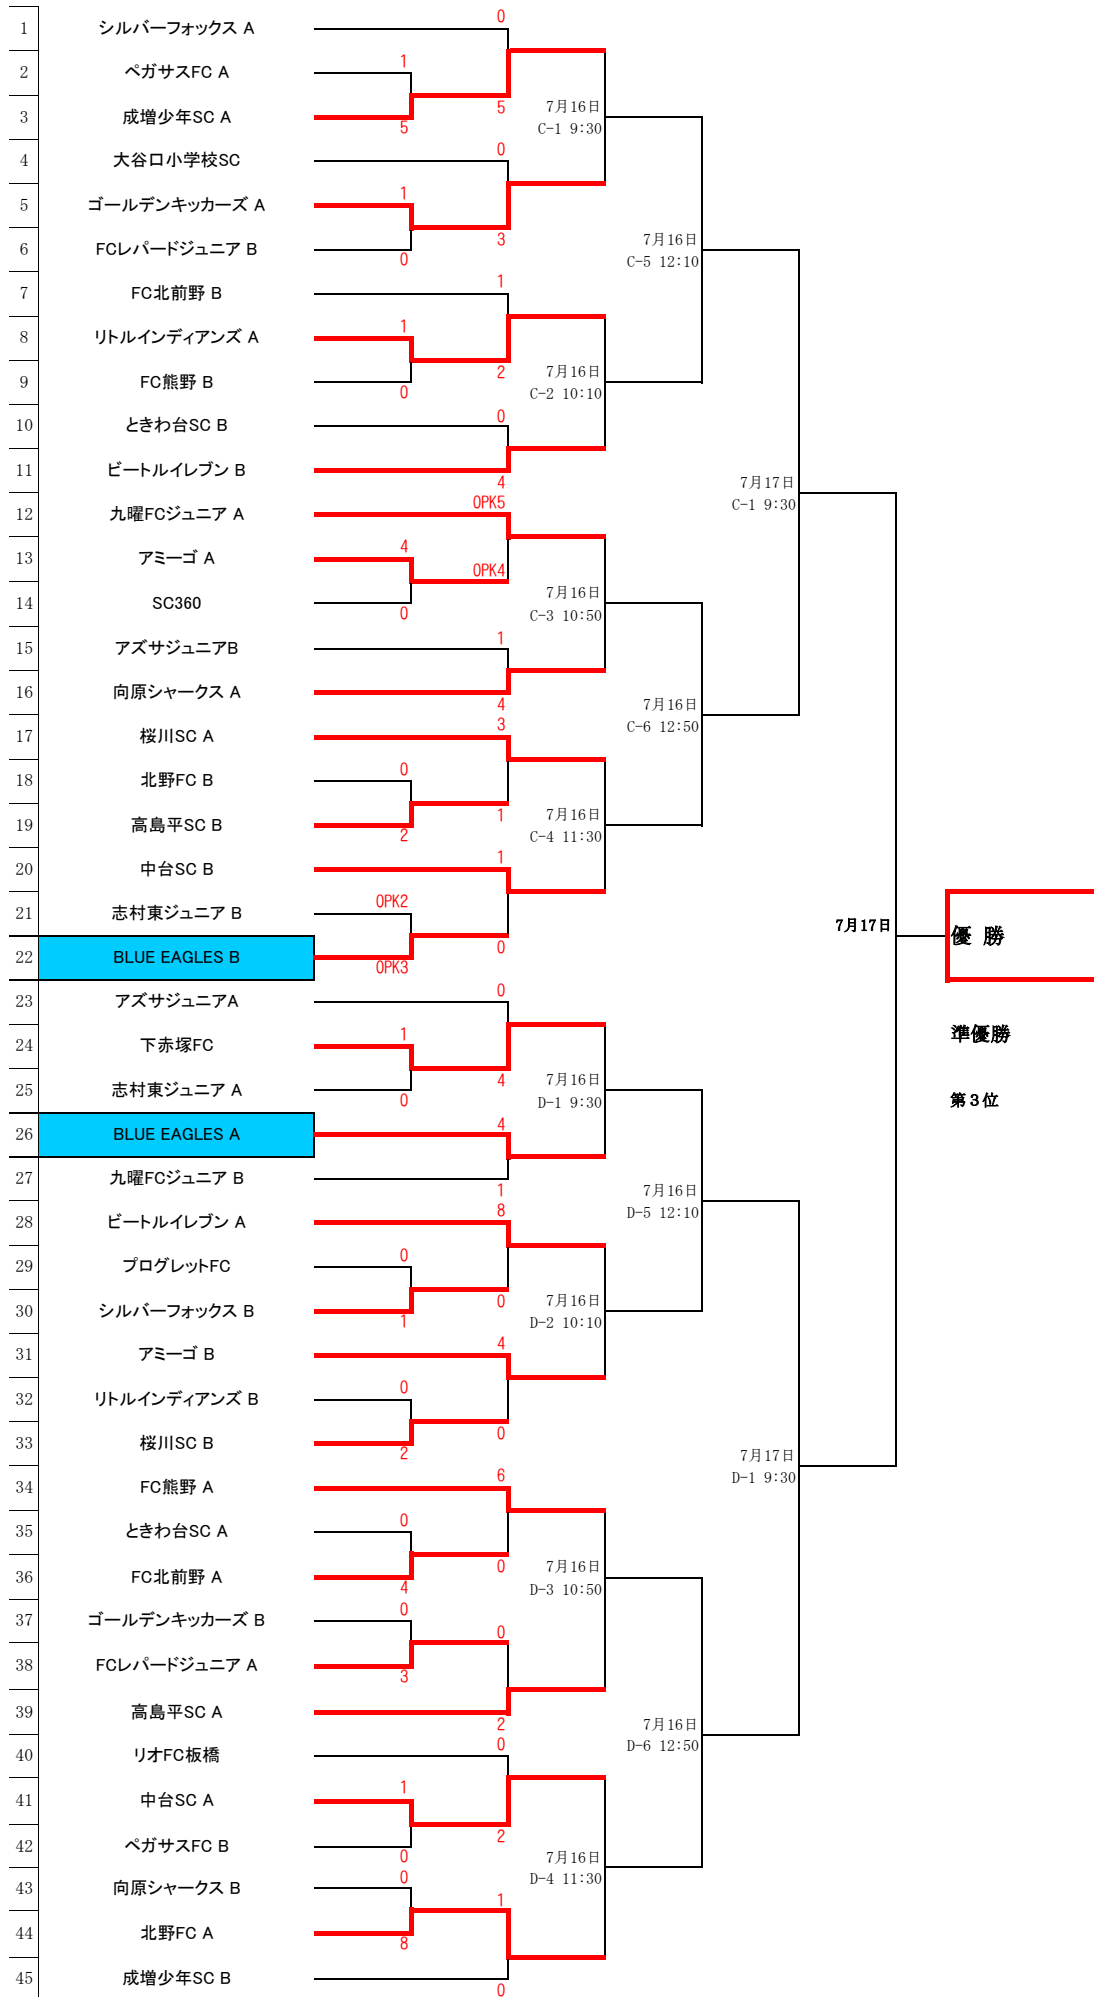 0
1 シルバーフォックス A
1
2 ペガサスFC A
5 7月16日
3 成増少年SC A
5 C-1 9:30
0
4 大谷口小学校SC
1
5 ゴールデンキッカーズ A
3 7月16日
6 FCレパードジュニア B
0 C-5 12:10
1
7 FC北前野 B
1
8 リトルインディアンズ A
2 7月16日
9 FC熊野 B
0 C-2 10:10
0
10 ときわ台SC B
11 ビートルイレブン B
4 7月17日
0PK5 C-1 9:30
12 九曜FCジュニア A
4
13 アミーゴ A
0PK4
7月16日
14 SC360
0 C-3 10:50
1
15 アズサジュニアB
16 向原シャークス A
4 7月16日
3 C-6 12:50
17 桜川SC A
0
18 北野FC B
1 7月16日
19 高島平SC B
2 C-4 11:30
1
20 中台SC B
0PK2
21 志村東ジュニア B
7月17日
優 勝
0
22 BLUE EAGLES B
0PK3
0
23 アズサジュニアA
1 準優勝
24 下赤塚FC
4 7月16日
25 志村東ジュニア A
0 D-1 9:30 第3位
4
26 BLUE EAGLES A
27 九曜FCジュニア B
1 7月16日
8 D-5 12:10
28 ビートルイレブン A
0
29 プログレットFC
0 7月16日
30 シルバーフォックス B
1 D-2 10:10
4
31 アミーゴ B
0
32 リトルインディアンズ B
0
33 桜川SC B
2 7月17日
6 D-1 9:30
34 FC熊野 A
0
35 ときわ台SC A
0 7月16日
36 FC北前野 A
4 D-3 10:50
0
37 ゴールデンキッカーズ B
0
38 FCレパードジュニア A
3
39 高島平SC A
2 7月16日
0 D-6 12:50
40 リオFC板橋
1
41 中台SC A
2
42 ペガサスFC B
0 7月16日
0 D-4 11:30
43 向原シャークス B
1
44 北野FC A
8
45 成増少年SC B
0